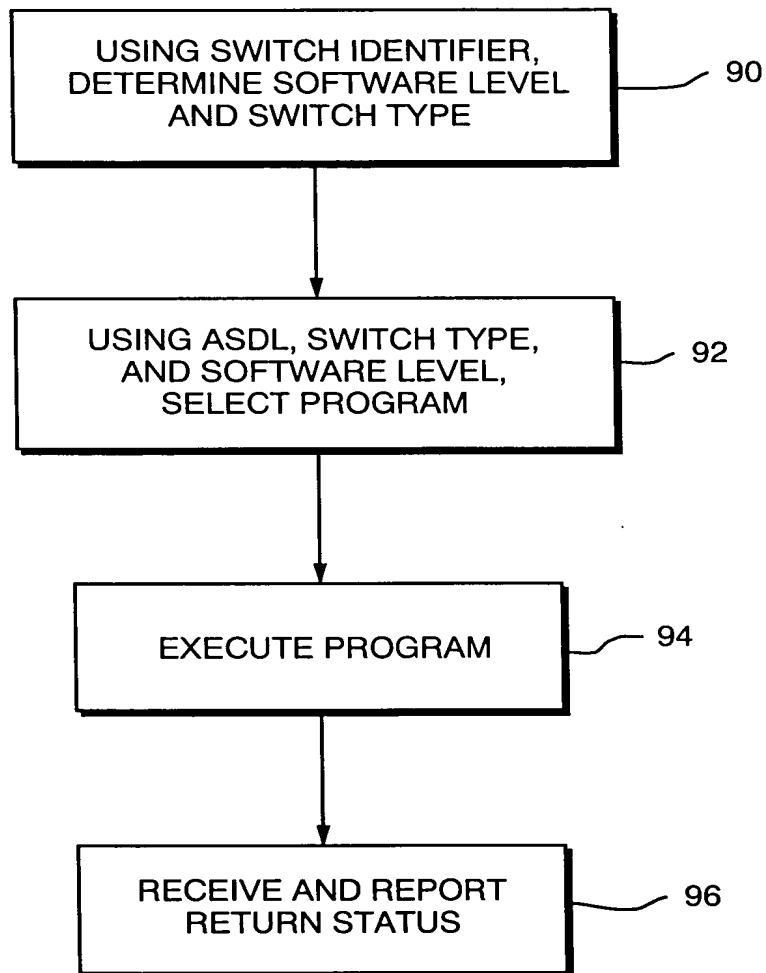 USING SWITCH IDENTIFIER,
DETERMINE SOFTWARE LEVEL
AND SWITCH TYPE
90
USING ASDL, SWITCH TYPE,
AND SOFTWARE LEVEL,
SELECT PROGRAM
92
EXECUTE PROGRAM
94
RECEIVE AND REPORT
RETURN STATUS
96